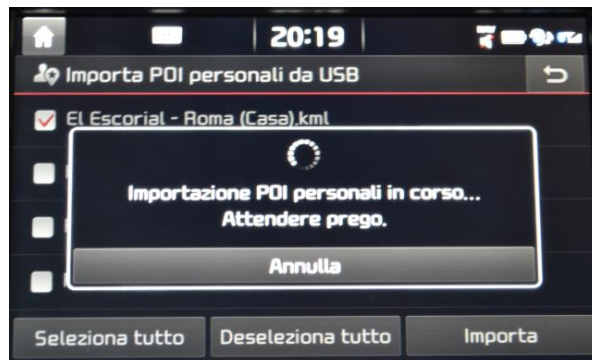 20:19
Importa POI personali da USB
El Escorial - Roma (Casa).kml
Importazione POI personali in corso...
Attendere prego.
Annulla
Seleziona tutto Deseleziona tutto Importa